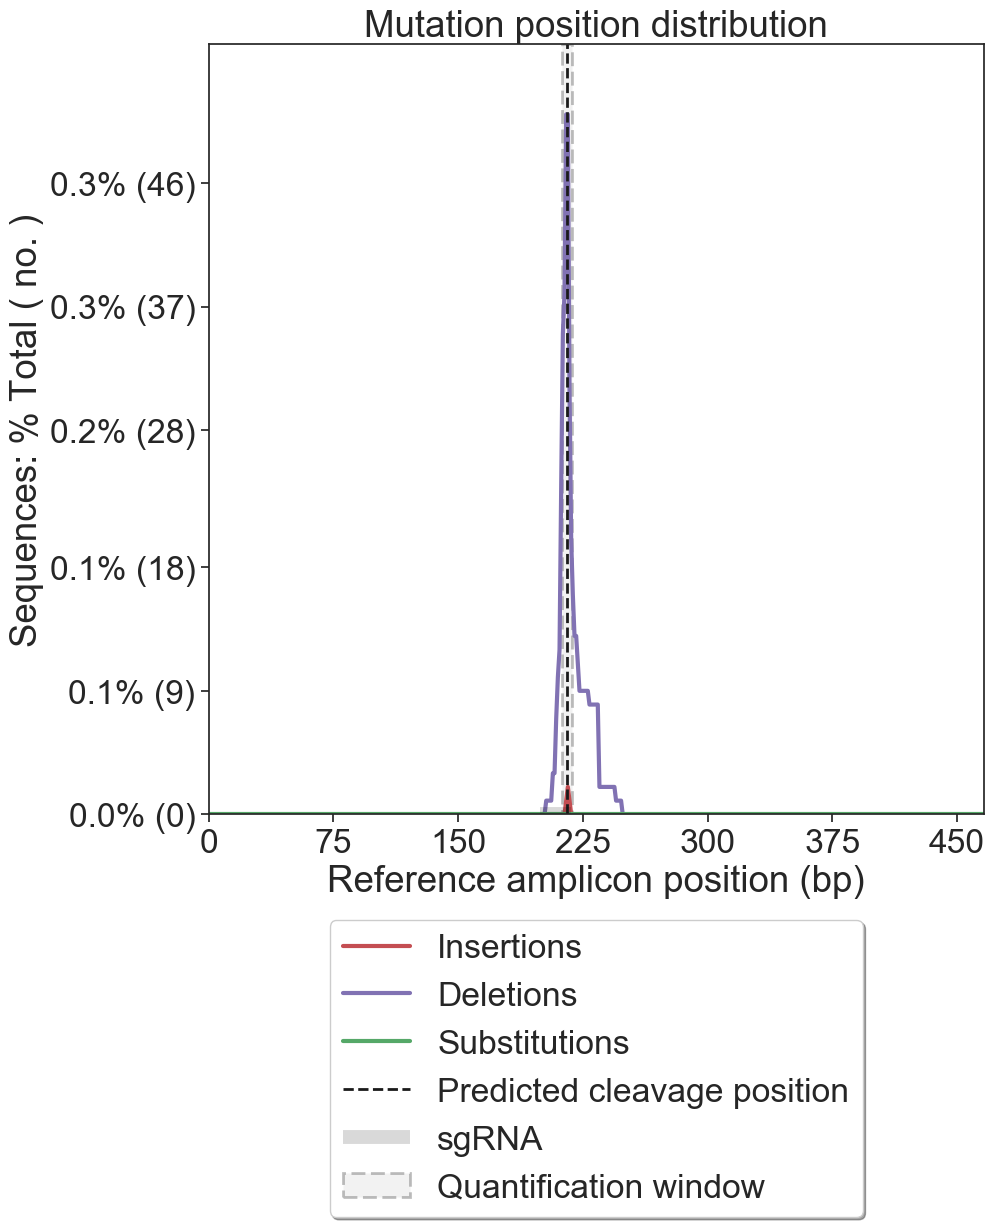 Mutation position distribution
Sequences: % Total ( no. )
0.3% (46)
0.3% (37)
0.2% (28)
0.1% (18)
0.1% (9)
0.0% (0)
0 75 150 225 300 375 450
Reference amplicon position (bp)
Insertions
Deletions
Substitutions
Predicted cleavage position
sgRNA
Quantification window